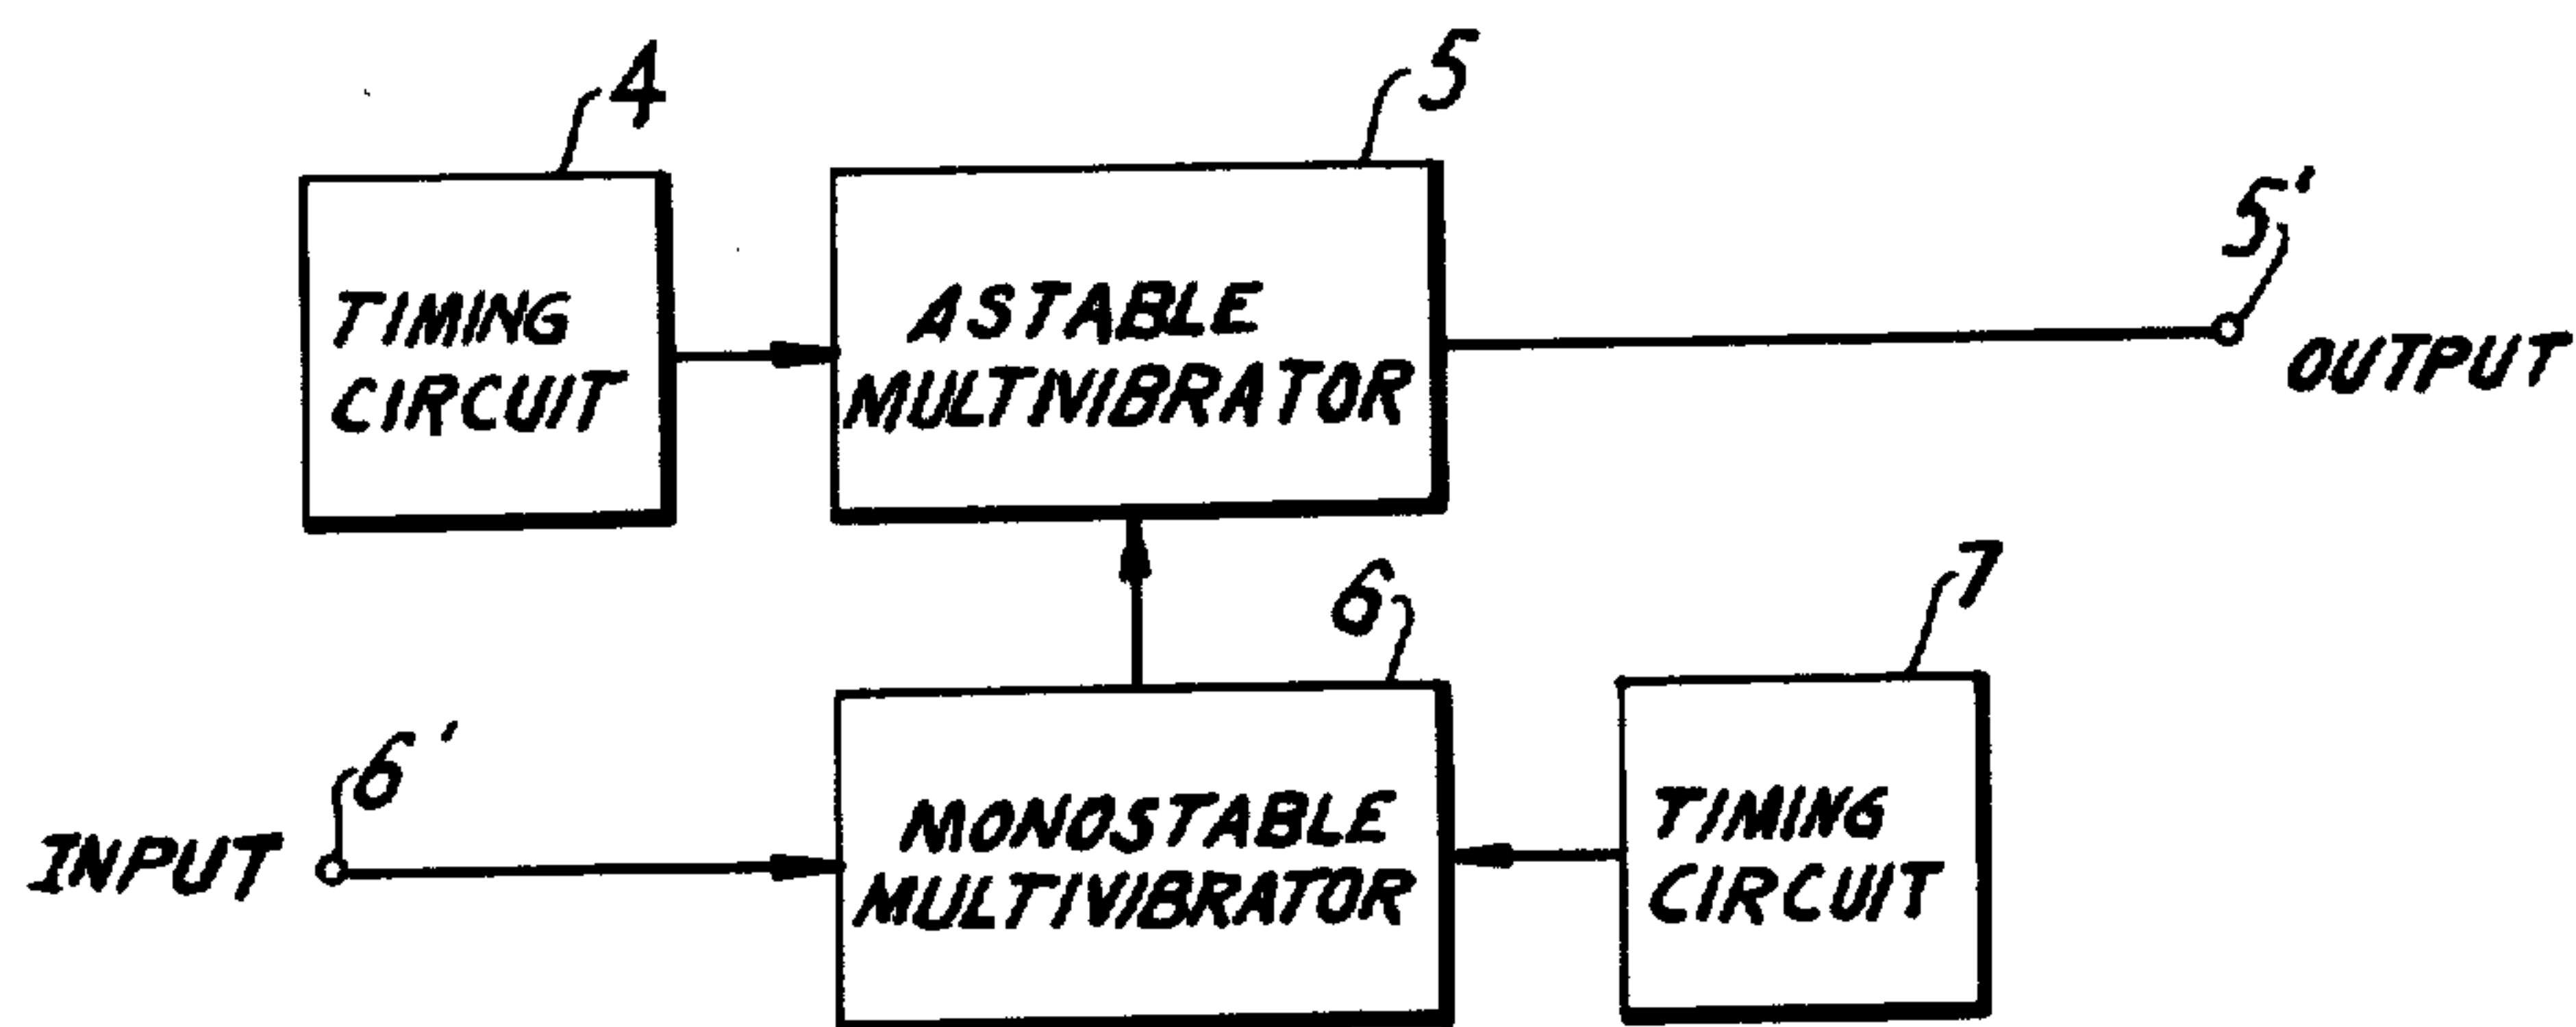 4
5
5'
TIMING
CIRCUIT
ASTABLE
MULTIVIBRATOR
OUTPUT
6
7
6'
INPUT
MONOSTABLE
MULTIVIBRATOR
TIMING
CIRCUIT